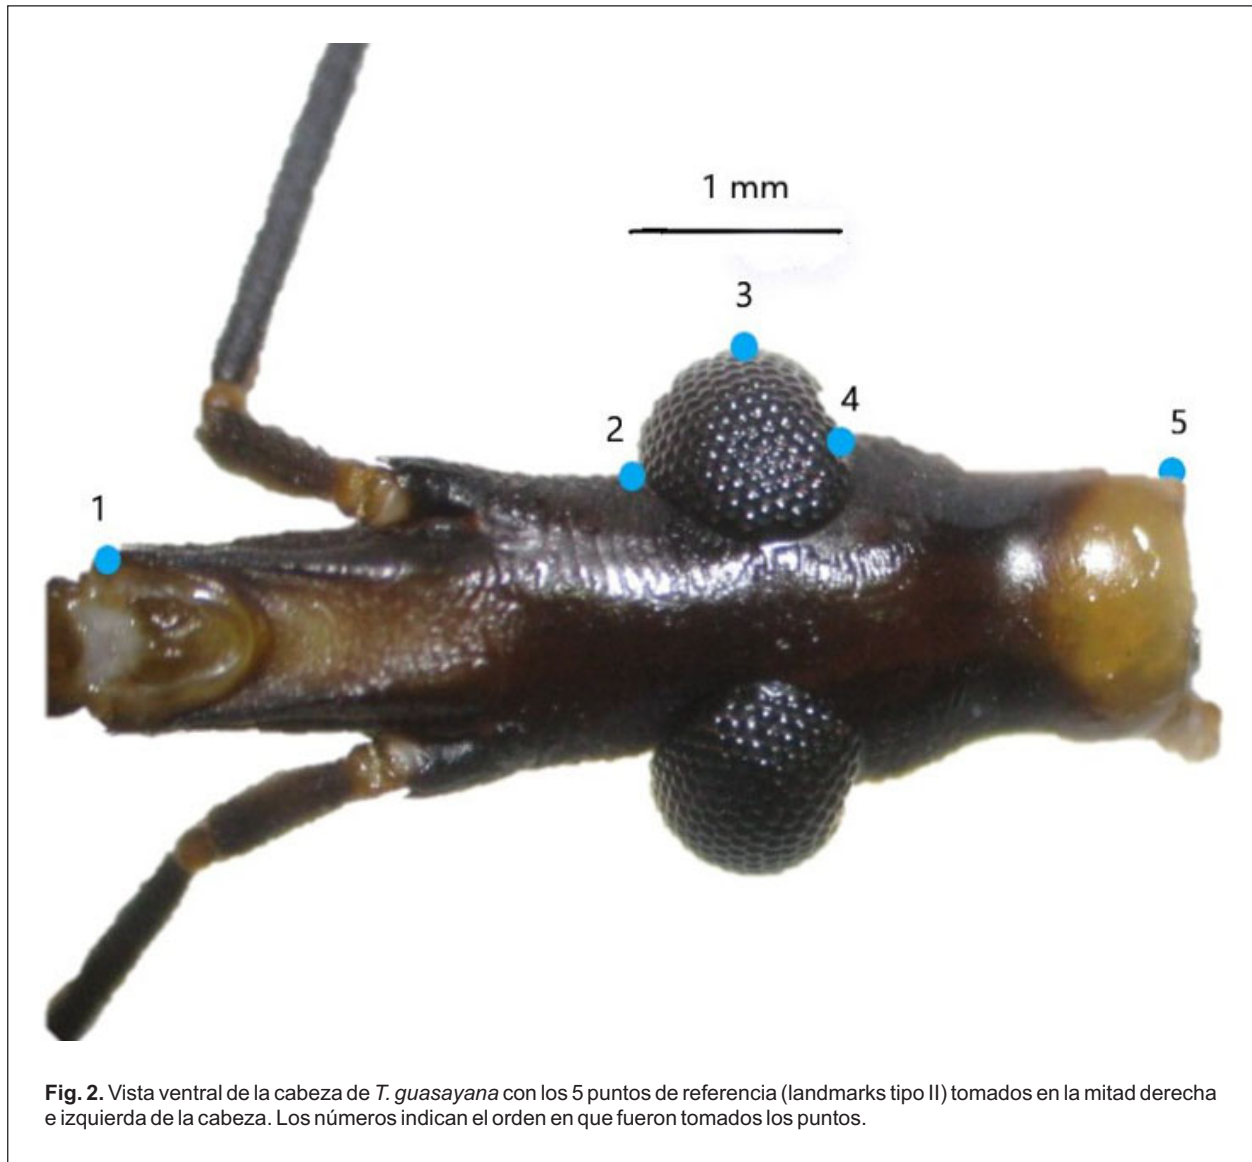 1 mm
3
4
2
5
1
Fig. 2. Vista ventral de la cabeza de T. guasayana con los 5 puntos de referencia (landmarks tipo II) tomados en la mitad derecha
e izquierda de la cabeza. Los números indican el orden en que fueron tomados los puntos.